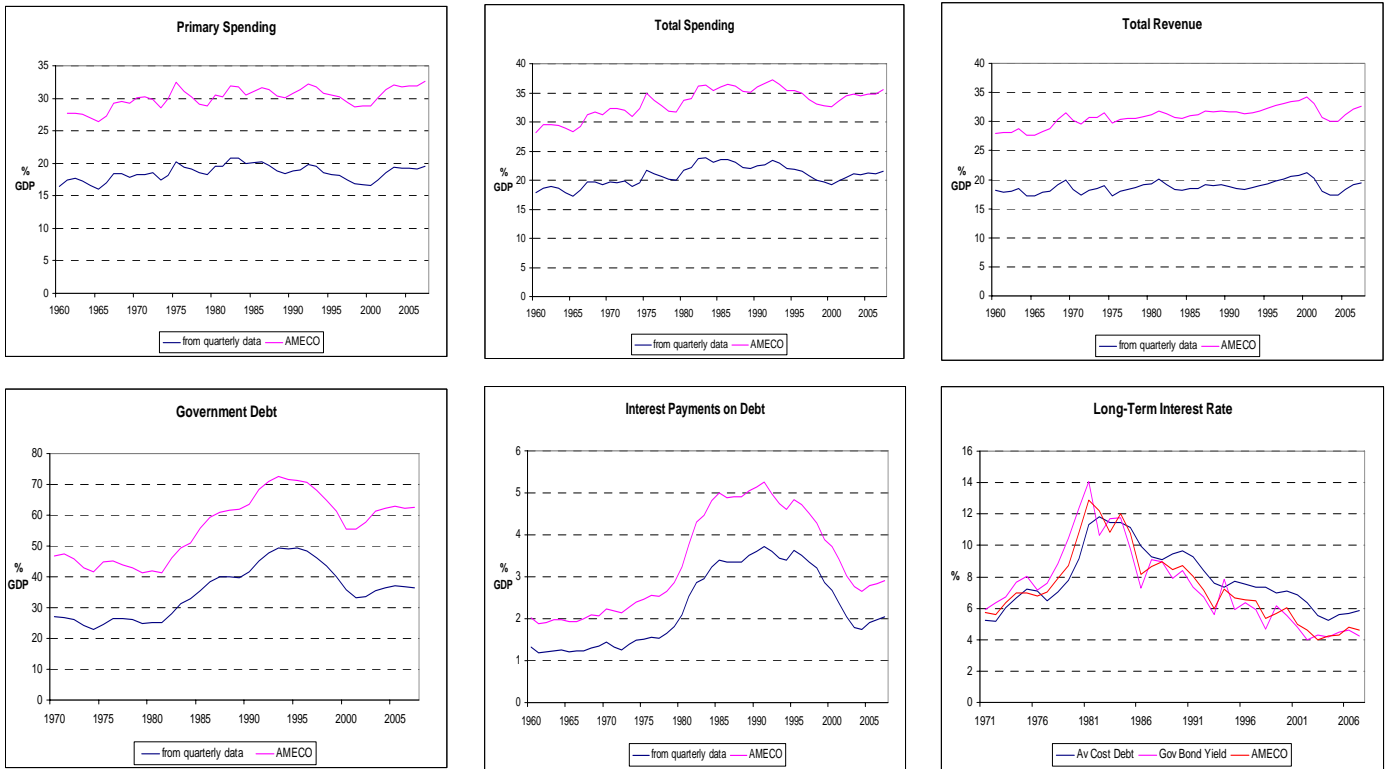 Primary Spending
35
30
25
20
%
GDP
15
10
5
0
1960 1965 1970 1975 1980 1985 1990 1995 2000 2005
from quarterly data AMECO
Total Spending
40
35
30
25
%
GDP
20
15
10
5
0
1960 1965 1970 1975 1980 1985 1990 1995 2000 2005
from quarterly data AMECO
Total Revenue
40
35
30
25
%
GDP
20
15
10
5
0
1960 1965 1970 1975 1980 1985 1990 1995 2000 2005
from quarterly data AMECO
Government Debt
80
70
60
50
%
GDP
40
30
20
10
0
1970 1975 1980 1985 1990 1995 2000 2005
from quarterly data AMECO
Interest Payments on Debt
6
5
4
%
GDP
3
2
1
0
1960 1965 1970 1975 1980 1985 1990 1995 2000 2005
from quarterly data AMECO
Long-Term Interest Rate
16
14
12
10
%
8
6
4
2
0
1971 1976 1981 1986 1991 1996 2001 2006
Av Cost Debt Gov Bond Yield AMECO